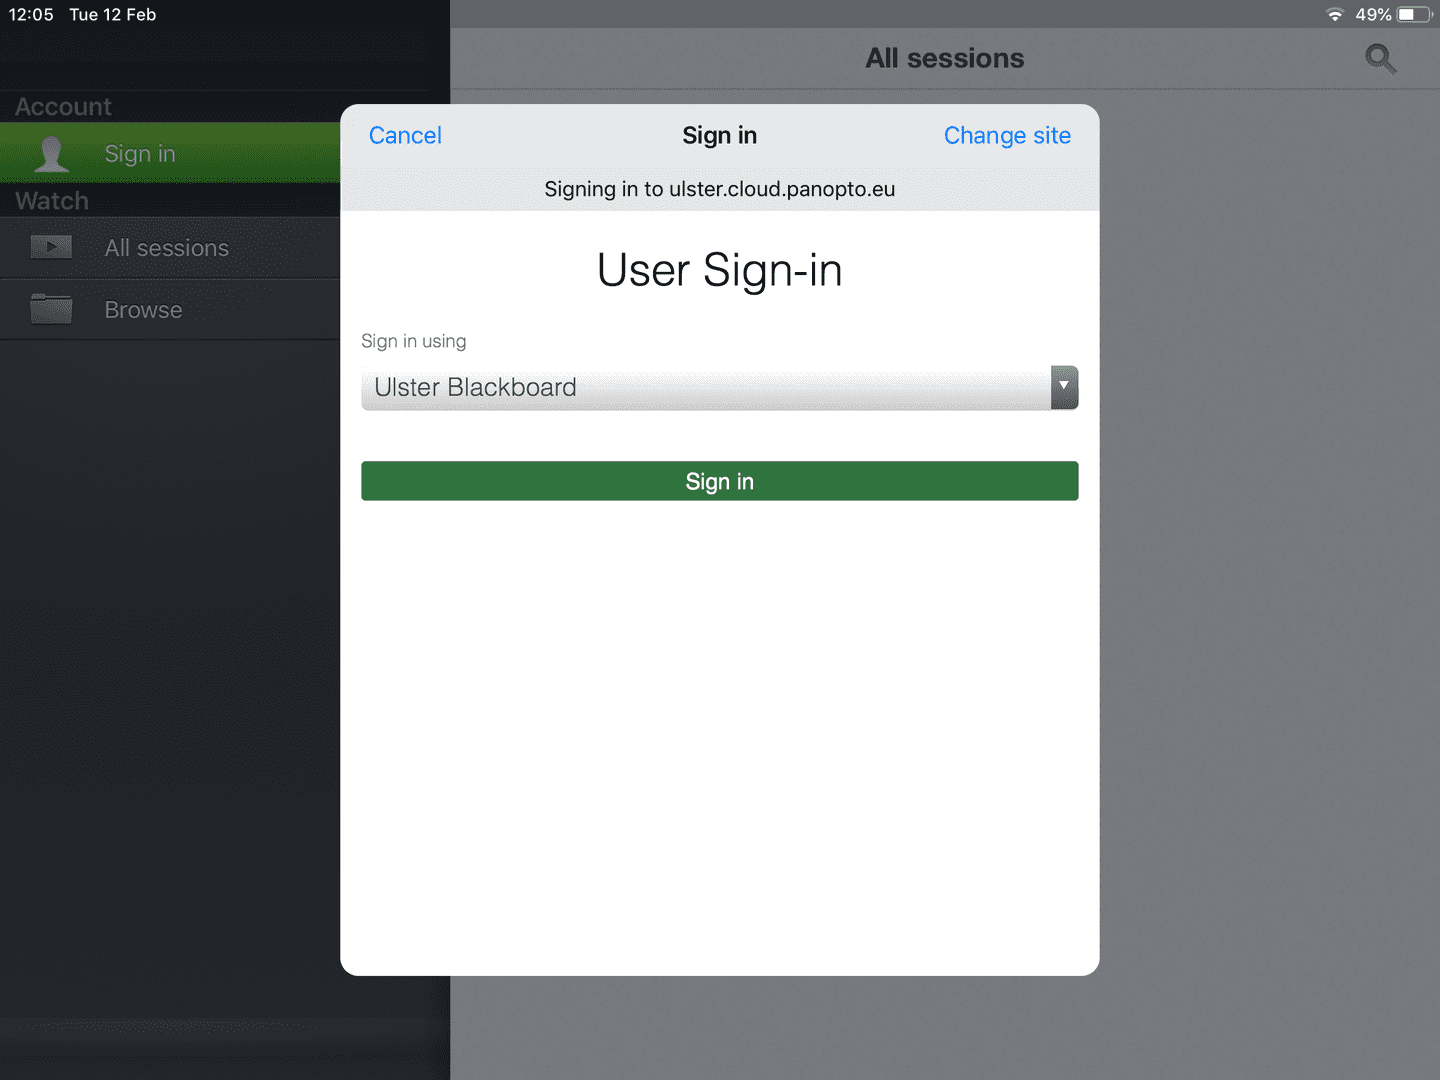 12:05 Tue 12 Feb
49%
All sessions
Account
Sign in
Watch
All sessions
Browse
Cancel
Sign in
Change site
Signing in to ulster.cloud.panopto.eu
User Sign-in
Sign in using
Ulster Blackboard
Sign in